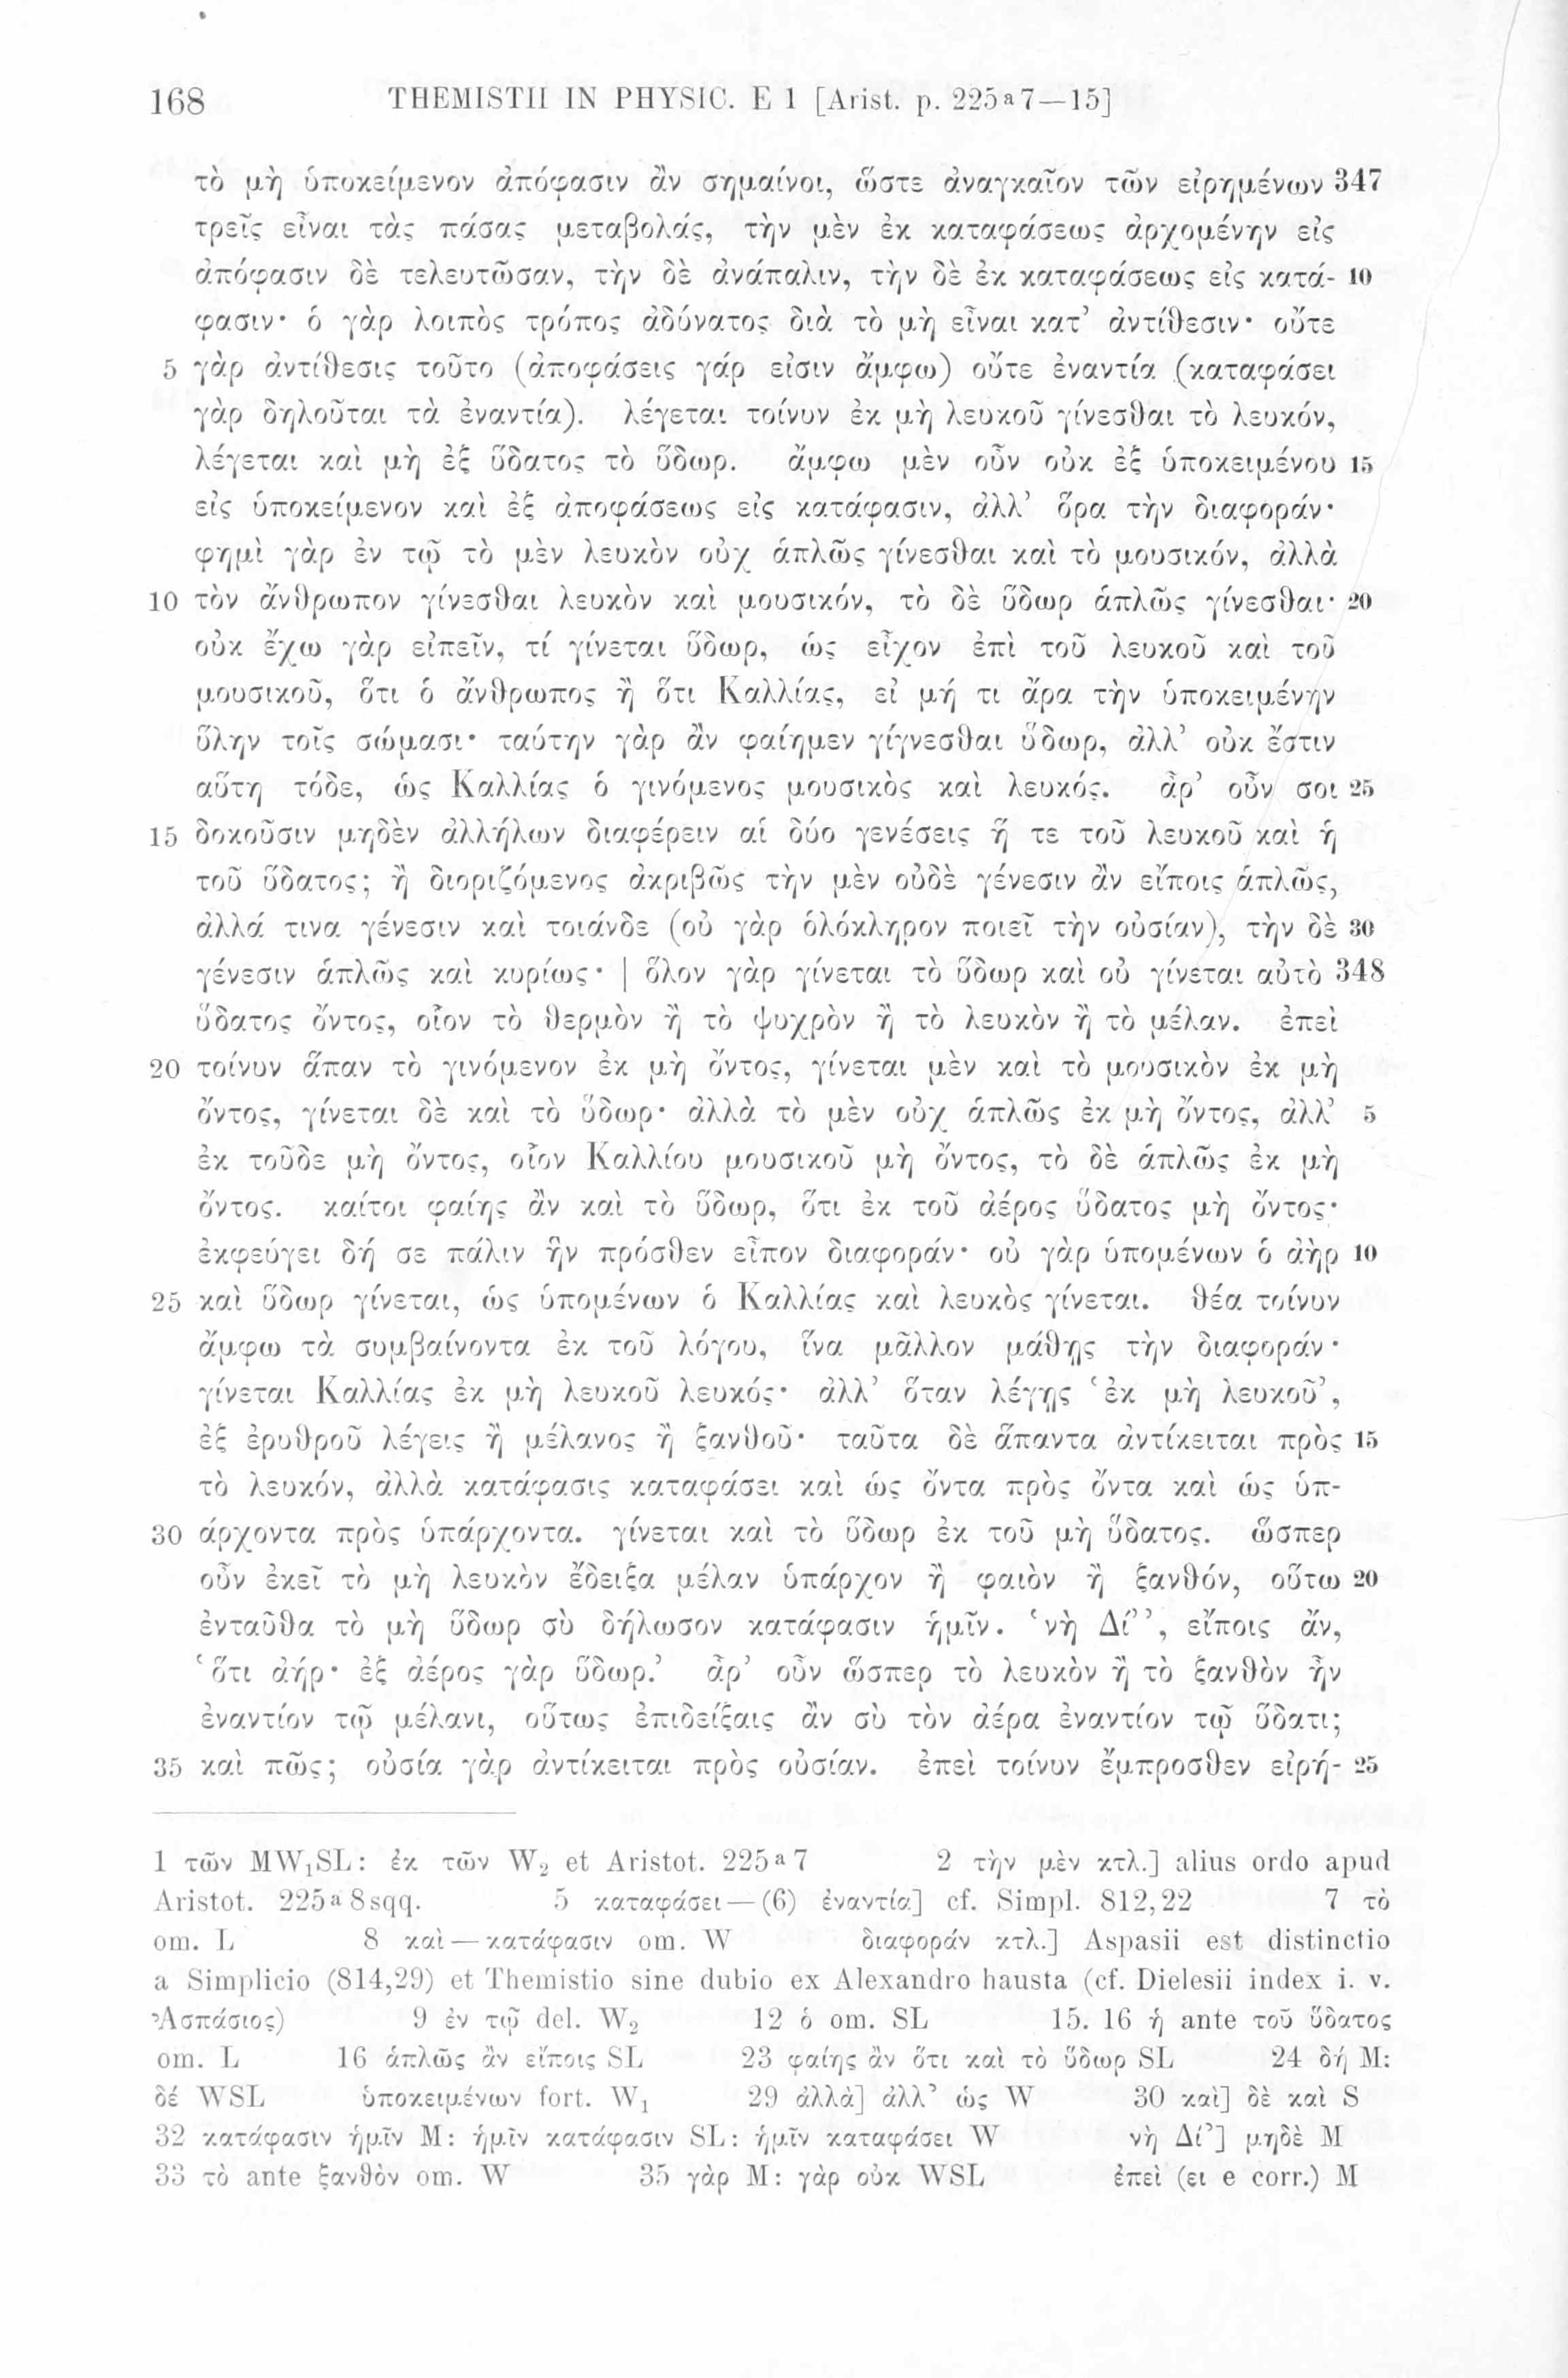 168 THEMISTII IN PHYSIC. E 1 [Arist. p. 225ª7—15]
τὸ μὴ ὑποκείμενον ἀπόφασιν ἂν σημαίνοι, ὥστε ἀναγκαῖον τῶν εἰρημένων 347
τρεῖς εἶναι τὰς πάσας μεταβολάς, τὴν μὲν ἐκ καταφάσεως ἀρχομένην εἰς
ἀπόφασιν δὲ τελευτῶσαν, τὴν δὲ ἀνάπαλιν, τὴν δὲ ἐκ καταφάσεως εἰς κατά- 10
φασιν· ὁ γὰρ λοιπὸς τρόπος ἀδύνατος διὰ τὸ μὴ εἶναι κατ’ ἀντίθεσιν· οὔτε
5 γὰρ ἀντίθεσις τοῦτο (ἀποφάσεις γάρ εἰσιν ἄμφω) οὔτε ἐναντία (καταφάσει
γὰρ δηλοῦται τὰ ἐναντία). λέγεται τοίνυν ἐκ μὴ λευκοῦ γίνεσθαι τὸ λευκόν,
λέγεται καὶ μὴ ἐξ ὕδατος τὸ ὕδωρ. ἄμφω μὲν οὖν οὐκ ἐξ ὑποκειμένου 15
εἰς ὑποκείμενον καὶ ἐξ ἀποφάσεως εἰς κατάφασιν, ἀλλ’ ὅρα τὴν διαφοράν·
φημὶ γὰρ ἐν τῷ τὸ μὲν λευκὸν οὐχ ἁπλῶς γίνεσθαι καὶ τὸ μουσικόν, ἀλλὰ
10 τὸν ἄνθρωπον γίνεσθαι λευκὸν καὶ μουσικόν, τὸ δὲ ὕδωρ ἁπλῶς γίνεσθαι· 20
οὐκ ἔχω γὰρ εἰπεῖν, τί γίνεται ὕδωρ, ὡς εἶχον ἐπὶ τοῦ λευκοῦ καὶ τοῦ
μουσικοῦ, ὅτι ὁ ἄνθρωπος ἢ ὅτι Καλλίας, εἰ μή τι ἄρα τὴν ὑποκειμένην
ὕλην τοῖς σώμασι· ταύτην γὰρ ἂν φαίημεν γίγνεσθαι ὕδωρ, ἀλλ’ οὐκ ἔστιν
αὕτη τόδε, ὡς Καλλίας ὁ γινόμενος μουσικὸς καὶ λευκός. ἆρ’ οὖν σοι 25
15 δοκοῦσιν μηδὲν ἀλλήλων διαφέρειν αἱ δύο γενέσεις ἥ τε τοῦ λευκοῦ καὶ ἡ
τοῦ ὕδατος; ἢ διοριζόμενος ἀκριβῶς τὴν μὲν οὐδὲ γένεσιν ἂν εἴποις ἁπλῶς,
ἀλλά τινα γένεσιν καὶ τοιάνδε (οὐ γὰρ ὁλόκληρον ποιεῖ τὴν οὐσίαν), τὴν δὲ 30
γένεσιν ἁπλῶς καὶ κυρίως· | ὅλον γὰρ γίνεται τὸ ὕδωρ καὶ οὐ γίνεται αὐτὸ 348
ὕδατος ὄντος, οἷον τὸ θερμὸν ἢ τὸ ψυχρὸν ἢ τὸ λευκὸν ἢ τὸ μέλαν. ἐπεὶ
20 τοίνυν ἅπαν τὸ γινόμενον ἐκ μὴ ὄντος, γίνεται μὲν καὶ τὸ μουσικὸν ἐκ μὴ
ὄντος, γίνεται δὲ καὶ τὸ ὕδωρ· ἀλλὰ τὸ μὲν οὐχ ἁπλῶς ἐκ μὴ ὄντος, ἀλλ’ 5
ἐκ τοῦδε μὴ ὄντος, οἷον Καλλίου μουσικοῦ μὴ ὄντος, τὸ δὲ ἁπλῶς ἐκ μὴ
ὄντος. καίτοι φαίης ἂν καὶ τὸ ὕδωρ, ὅτι ἐκ τοῦ ἀέρος ὕδατος μὴ ὄντος·
ἐκφεύγει δή σε πάλιν ἣν πρόσθεν εἶπον διαφοράν· οὐ γὰρ ὑπομένων ὁ ἀὴρ 10
25 καὶ ὕδωρ γίνεται, ὡς ὑπομένων ὁ Καλλίας καὶ λευκὸς γίνεται. θέα τοίνυν
ἄμφω τὰ συμβαίνοντα ἐκ τοῦ λόγου, ἵνα μᾶλλον μάθῃς τὴν διαφοράν·
γίνεται Καλλίας ἐκ μὴ λευκοῦ λευκός· ἀλλ’ ὅταν λέγῃς ‘ἐκ μὴ λευκοῦ’,
ἐξ ἐρυθροῦ λέγεις ἢ μέλανος ἢ ξανθοῦ· ταῦτα δὲ ἅπαντα ἀντίκειται πρὸς 15
τὸ λευκόν, ἀλλὰ κατάφασις καταφάσει καὶ ὡς ὄντα πρὸς ὄντα καὶ ὡς ὑπ-
30 άρχοντα πρὸς ὑπάρχοντα. γίνεται καὶ τὸ ὕδωρ ἐκ τοῦ μὴ ὕδατος. ὥσπερ
οὖν ἐκεῖ τὸ μὴ λευκὸν ἔδειξα μέλαν ὑπάρχον ἢ φαιὸν ἢ ξανθόν, οὕτω 20
ἐνταῦθα τὸ μὴ ὕδωρ σὺ δήλωσον κατάφασιν ἡμῖν. ‘νὴ Δί’’, εἴποις ἄν,
‘ὅτι ἀήρ· ἐξ ἀέρος γὰρ ὕδωρ.’ ἆρ’ οὖν ὥσπερ τὸ λευκὸν ἢ τὸ ξανθὸν ἦν
ἐναντίον τῷ μέλανι, οὕτως ἐπιδείξαις ἂν σὺ τὸν ἀέρα ἐναντίον τῷ ὕδατι;
35 καὶ πῶς; οὐσία γὰρ ἀντίκειται πρὸς οὐσίαν. ἐπεὶ τοίνυν ἔμπροσθεν εἰρή- 25
1 τῶν MW₁SL: ἐκ τῶν W₂ et Aristot. 225ª7 2 τὴν μὲν κτλ.] alius ordo apud
Aristot. 225ª8sqq. 5 καταφάσει—(6) ἐναντία] cf. Simpl. 812,22 7 τὸ
om. L 8 καὶ—κατάφασιν om. W διαφοράν κτλ.] Aspasii est distinctio
a Simplicio (814,29) et Themistio sine dubio ex Alexandro hausta (cf. Dielesii index i. v.
Ἀσπάσιος) 9 ἐν τῷ del. W₂ 12 ὁ om. SL 15. 16 ἡ ante τοῦ ὕδατος
om. L 16 ἁπλῶς ἂν εἴποις SL 23 φαίης ἂν ὅτι καὶ τὸ ὕδωρ SL 24 δή M:
δέ WSL ὑποκειμένων fort. W₁ 29 ἀλλὰ] ἀλλ’ ὡς W 30 καὶ] δὲ καὶ S
32 κατάφασιν ἡμῖν M: ἡμῖν κατάφασιν SL: ἡμῖν καταφάσει W νὴ Δί’] μηδὲ M
33 τὸ ante ξανθὸν om. W 35 γὰρ M: γὰρ οὐκ WSL ἐπεὶ (ει e corr.) M